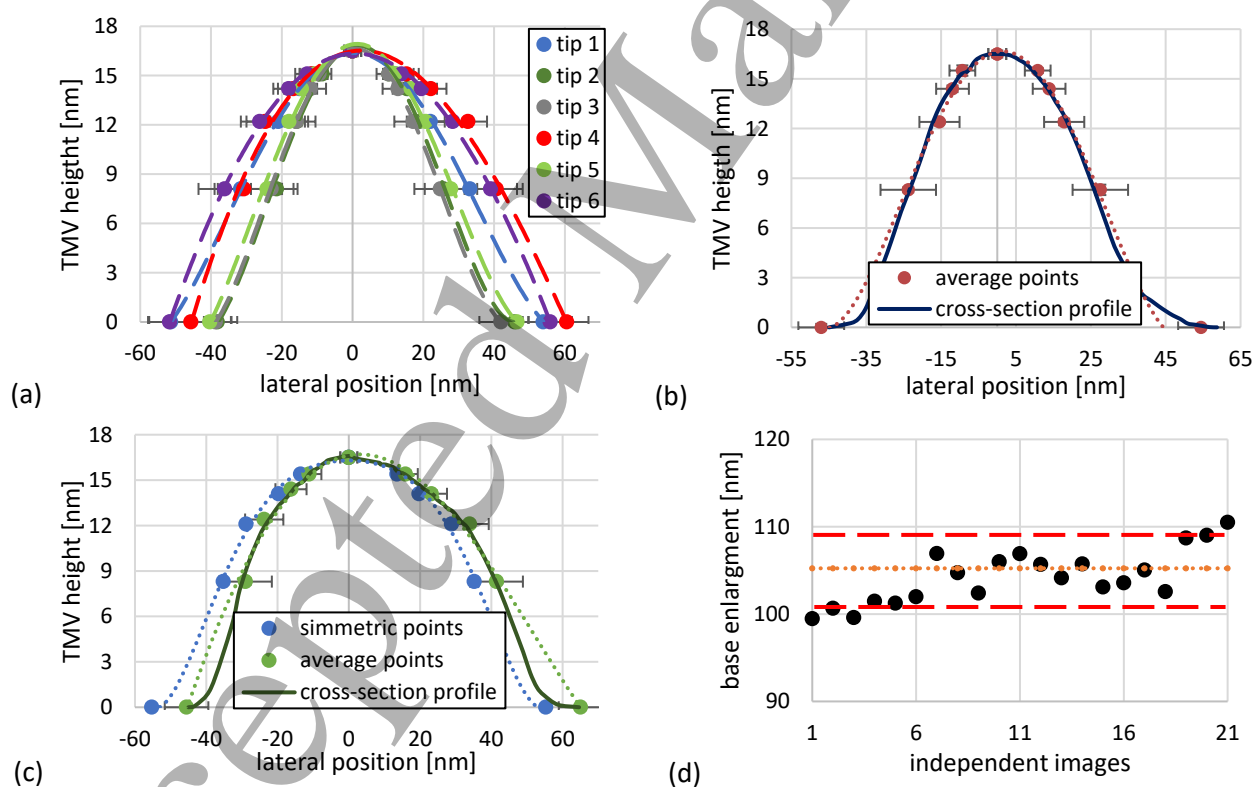 18
15
12
9
6
3
0
-60 -40 -20 0 20 40 60
TMV heigtht [nm]
lateral position [nm]
tip 1
tip 2
tip 3
tip 4
tip 5
tip 6
(a)
18
15
12
9
6
3
0
-55 -35 -15 5 25 45 65
TMV heigth [nm]
lateral position [nm]
average points
cross-section profile
(b)
18
15
12
9
6
3
0
-60 -40 -20 0 20 40 60
TMV height [nm]
lateral position [nm]
simmetric points
average points
cross-section profile
(c)
120
110
100
90
1 6 11 16 21
base enlargment [nm]
independent images
(d)
cepted Ma